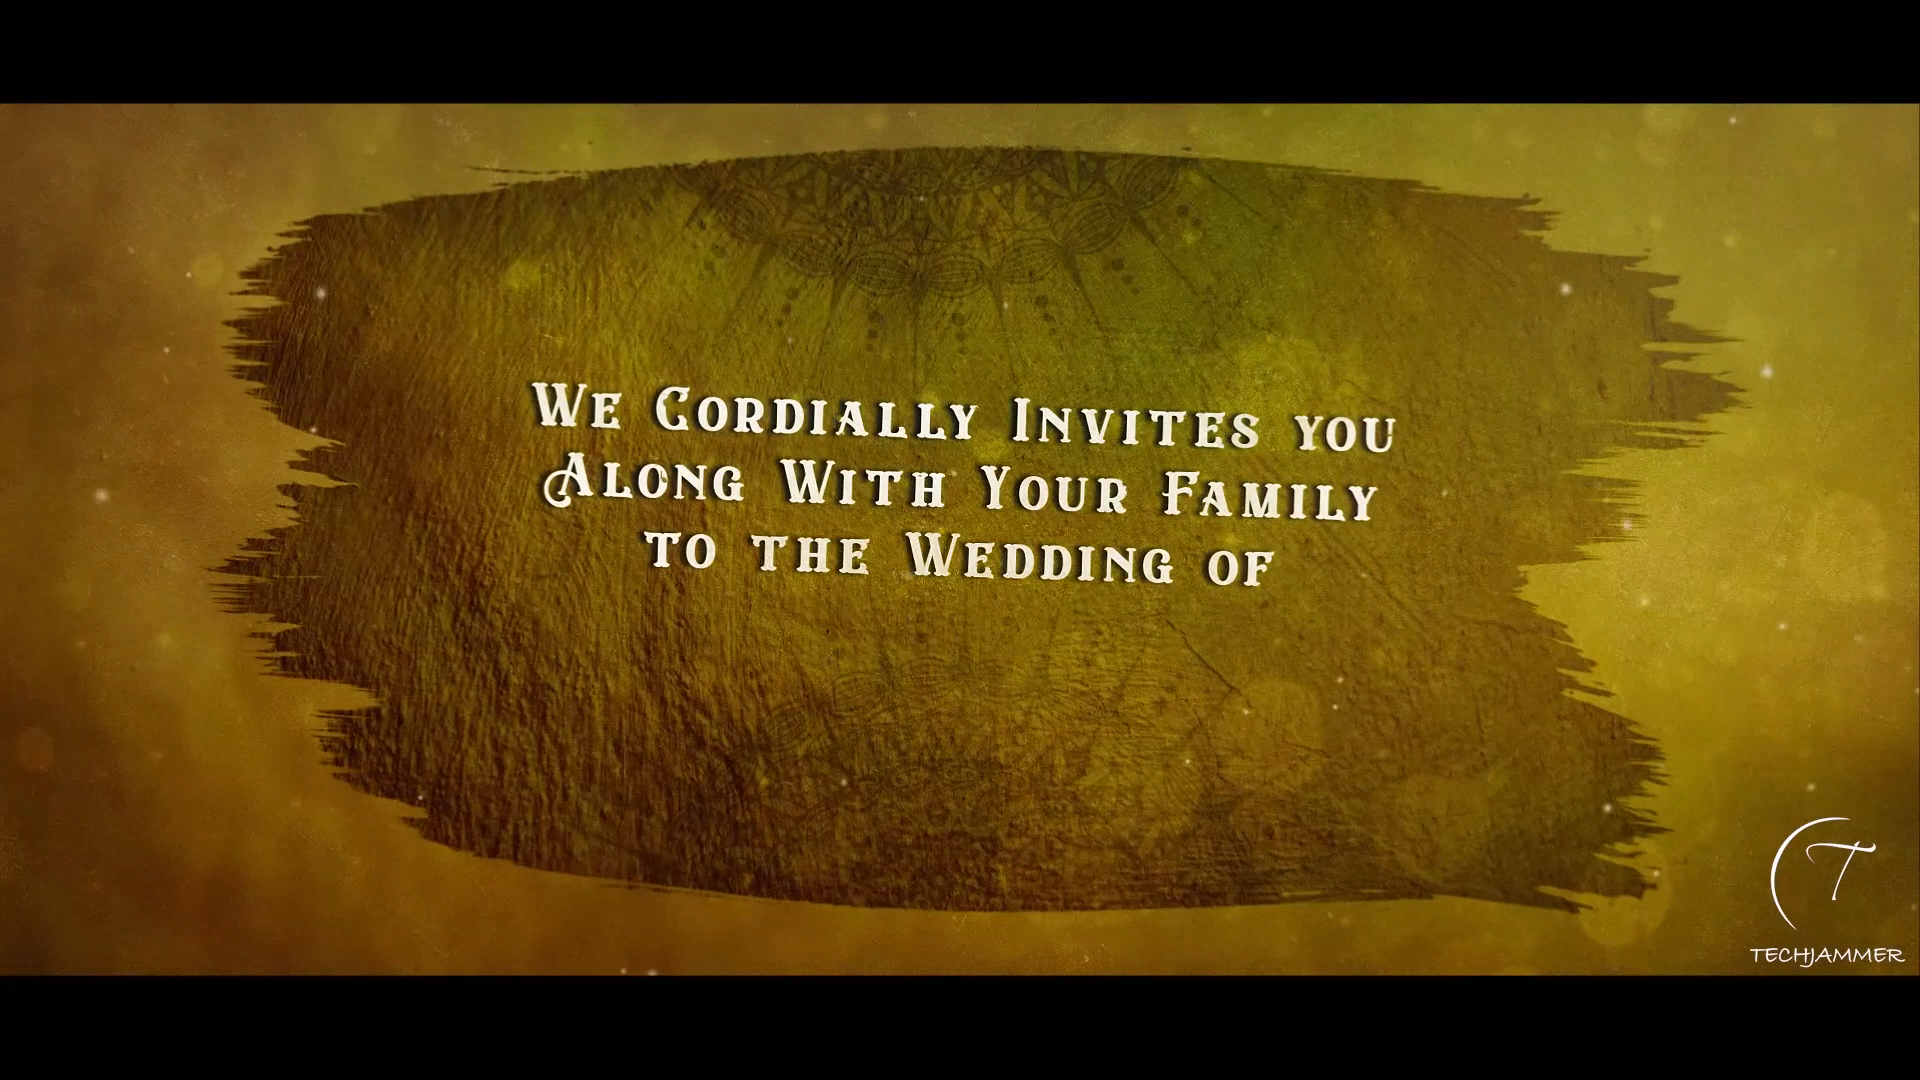 We Cordially Invites you
Along With Your Family
to the Wedding of
T
TECHJAMMER